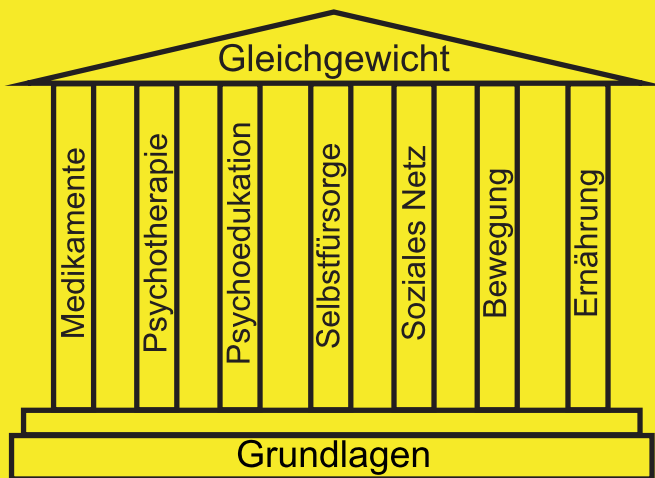 Gleichgewicht
Medikamente
Psychotherapie
Psychoedukation
Selbstfürsorge
Soziales Netz
Bewegung
Ernährung
Grundlagen